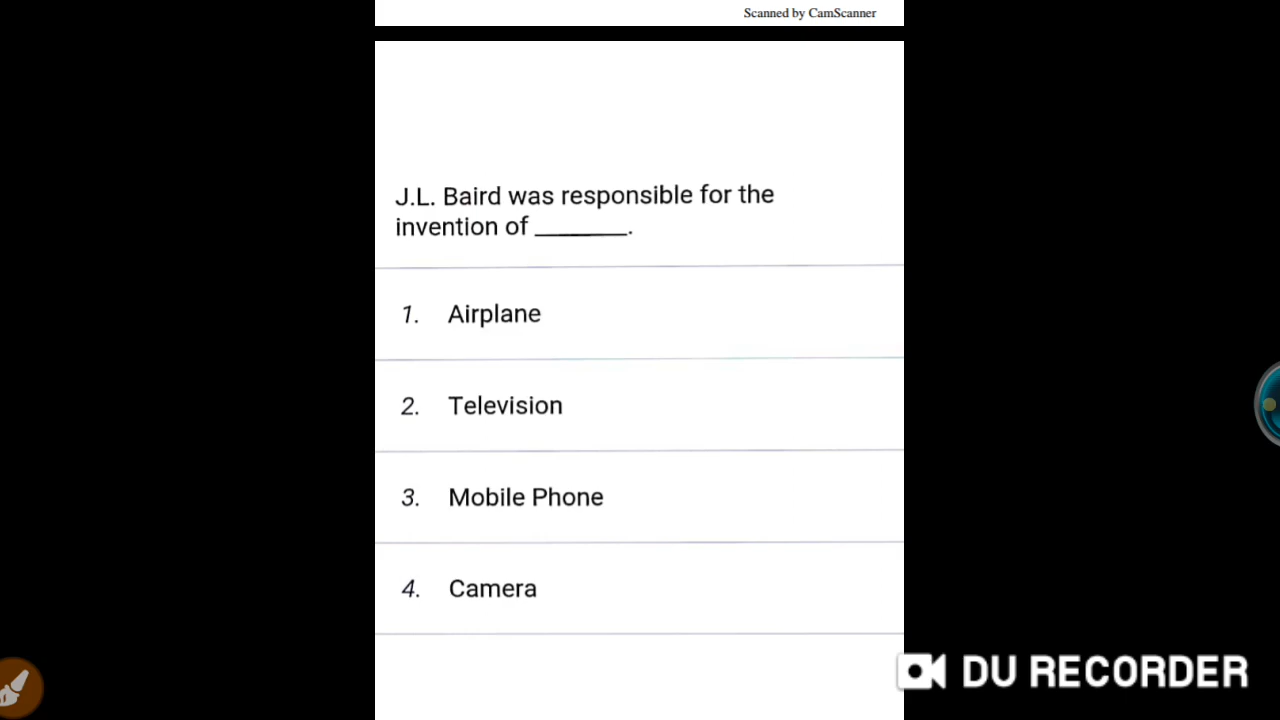 Scanned by CamScanner
J.L. Baird was responsible for the
invention of _______.
1. Airplane
2. Television
3. Mobile Phone
4. Camera
DU RECORDER